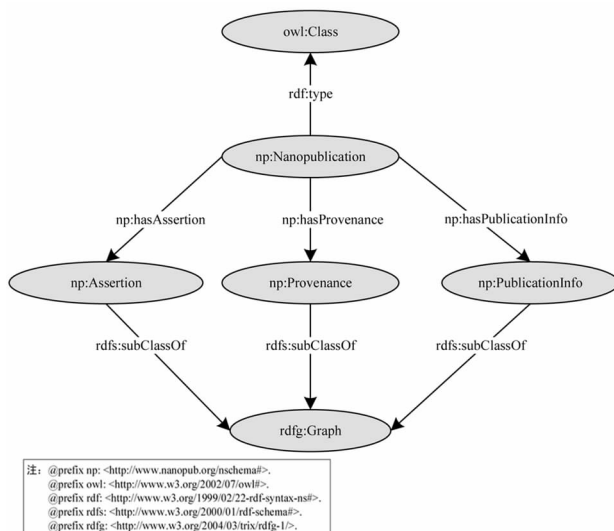 owl:Class
rdf:type
np:Nanopublication
np:hasAssertion
np:hasProvenance
np:hasPublicationInfo
np:Assertion
np:Provenance
np:PublicationInfo
rdfs:subClassOf
rdfs:subClassOf
rdfs:subClassOf
rdfg:Graph
注: @prefix np: <http://www.nanopub.org/nschema#>.
@prefix owl: <http://www.w3.org/2002/07/owl#>.
@prefix rdf: <http://www.w3.org/1999/02/22-rdf-syntax-ns#>.
@prefix rdfs: <http://www.w3.org/2000/01/rdf-schema#>.
@prefix rdfg: <http://www.w3.org/2004/03/trix/rdfg-1/>.